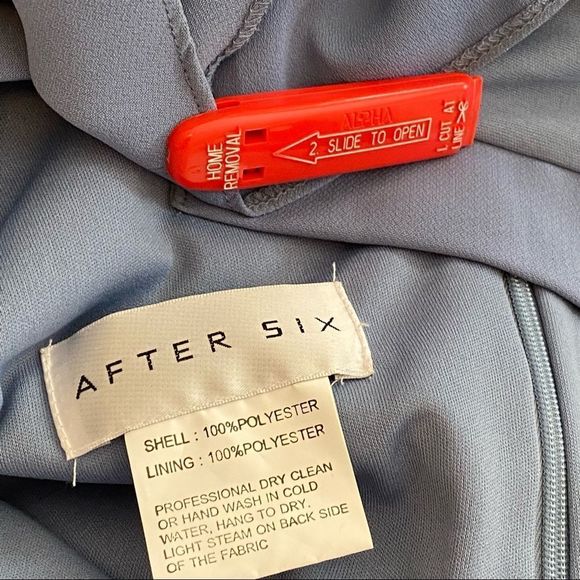 ALPHA
HOME
REMOVAL
2. SLIDE TO OPEN
1. CUT AT
LINE
AFTER SIX
SHELL : 100%POLYESTER
LINING : 100%POLYESTER
PROFESSIONAL DRY CLEAN
OR HAND WASH IN COLD
WATER, HANG TO DRY.
LIGHT STEAM ON BACK SIDE
OF THE FABRIC